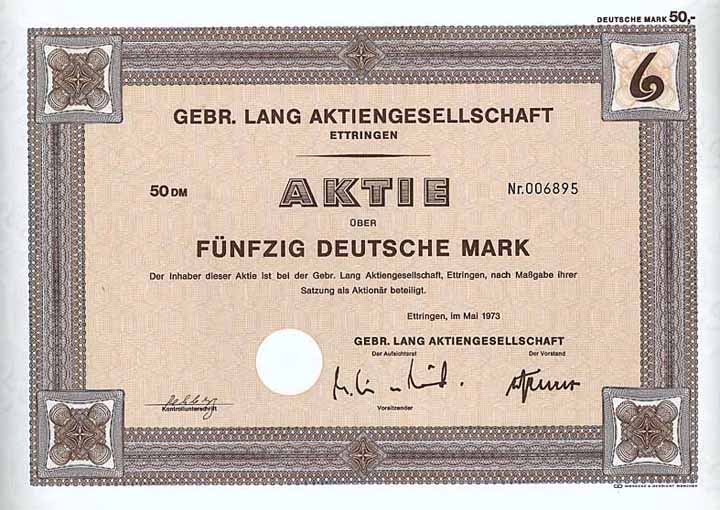 DEUTSCHE MARK 50,-
6
GEBR. LANG AKTIENGESELLSCHAFT
ETTRINGEN
50 DM
AKTIE
Nr.006895
ÜBER
FÜNFZIG DEUTSCHE MARK
Der Inhaber dieser Aktie ist bei der Gebr. Lang Aktiengesellschaft, Ettringen, nach Maßgabe ihrer
Satzung als Aktionär beteiligt.
Ettringen, im Mai 1973
GEBR. LANG AKTIENGESELLSCHAFT
Der Aufsichtsrat
Der Vorstand
Kontrollunterschrift
Vorsitzender